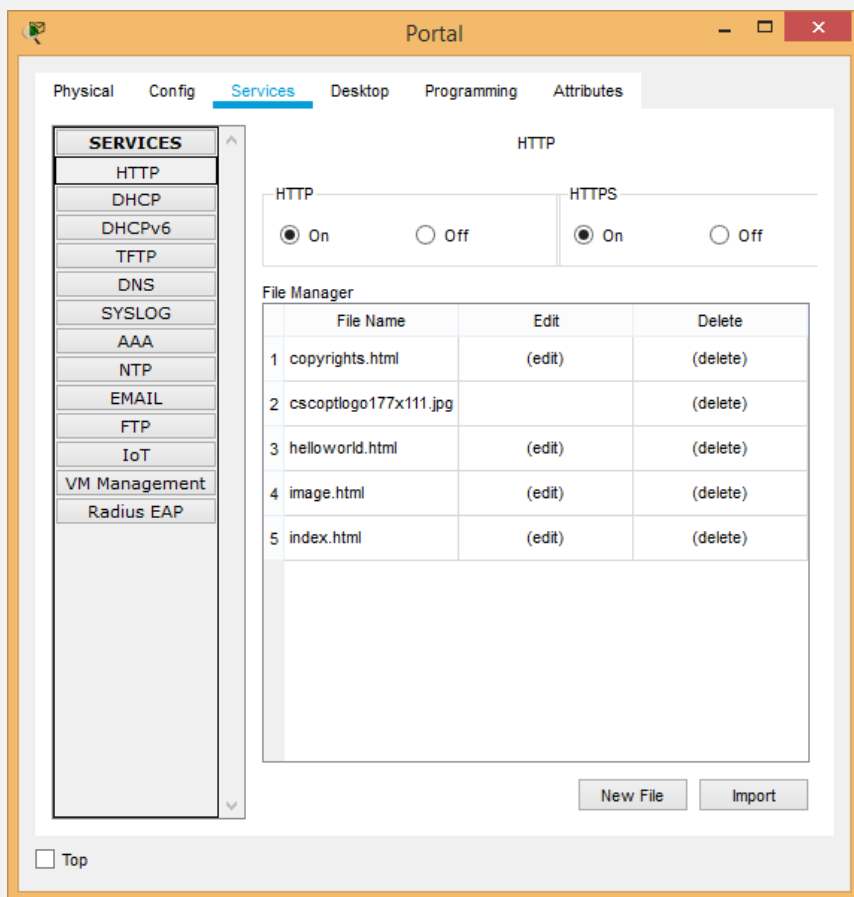 Portal
Physical Config Services Desktop Programming Attributes
SERVICES
HTTP
DHCP
DHCPv6
TFTP
DNS
SYSLOG
AAA
NTP
EMAIL
FTP
IoT
VM Management
Radius EAP
HTTP
HTTP HTTPS
On Off On Off
File Manager
File Name Edit Delete
1 copyrights.html (edit) (delete)
2 cscoptlogo177x111.jpg (delete)
3 helloworld.html (edit) (delete)
4 image.html (edit) (delete)
5 index.html (edit) (delete)
New File Import
Top